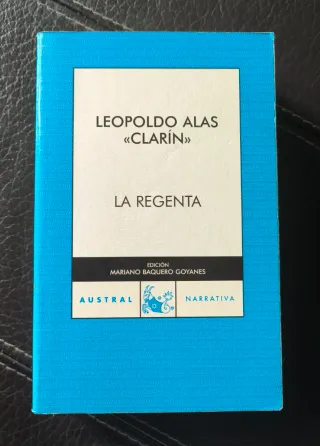 LEOPOLDO ALAS
«CLARÍN»
LA REGENTA
EDICIÓN
MARIANO BAQUERO GOYANES
AUSTRAL
NARRATIVA